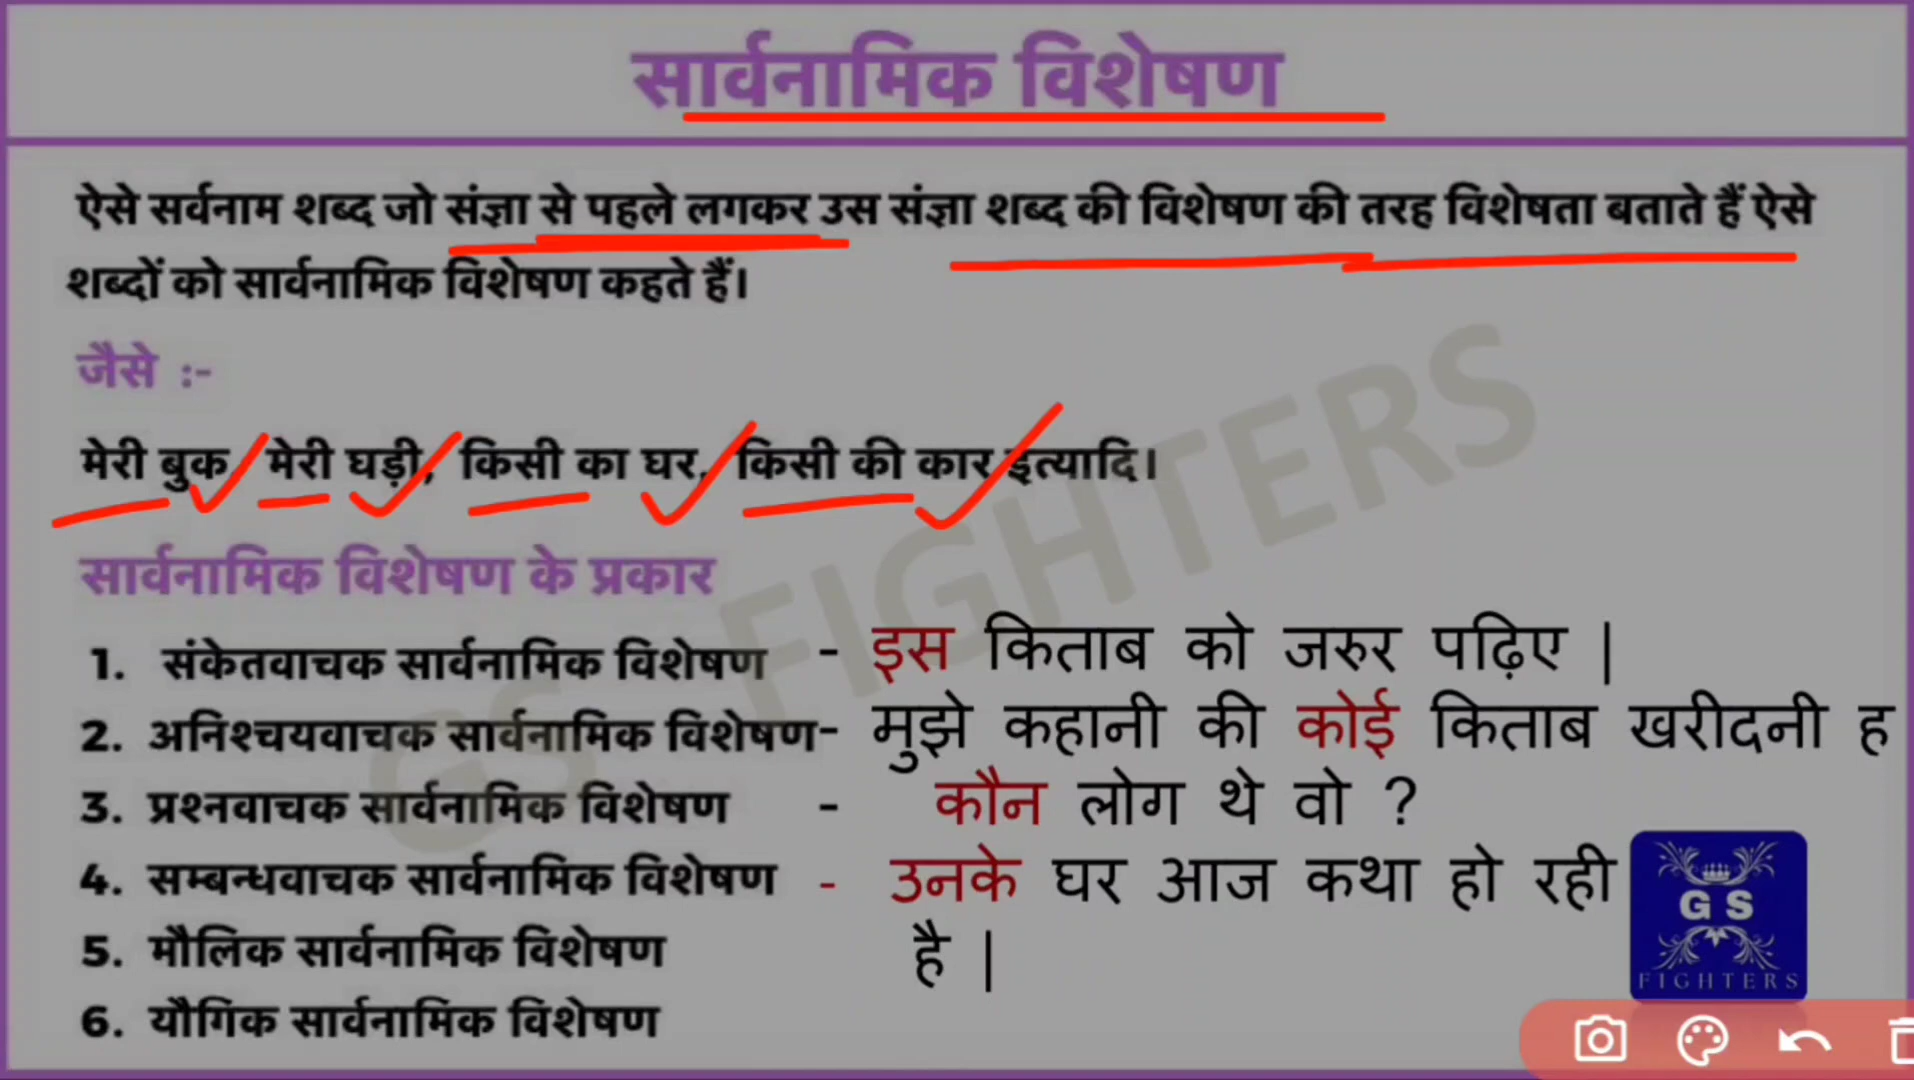 सार्वनामिक विशेषण
ऐसे सर्वनाम शब्द जो संज्ञा से पहले लगकर उस संज्ञा शब्द की विशेषण की तरह विशेषता बताते हैं ऐसे
शब्दों को सार्वनामिक विशेषण कहते हैं।
जैसे :-
मेरी बुक, मेरी घड़ी, किसी का घर, किसी की कार इत्यादि।
सार्वनामिक विशेषण के प्रकार
1. संकेतवाचक सार्वनामिक विशेषण - इस किताब को जरुर पढ़िए |
2. अनिश्चयवाचक सार्वनामिक विशेषण - मुझे कहानी की कोई किताब खरीदनी ह
3. प्रश्नवाचक सार्वनामिक विशेषण - कौन लोग थे वो ?
4. सम्बन्धवाचक सार्वनामिक विशेषण - उनके घर आज कथा हो रही
है |
5. मौलिक सार्वनामिक विशेषण
6. यौगिक सार्वनामिक विशेषण
GS FIGHTERS
G S
FIGHTERS